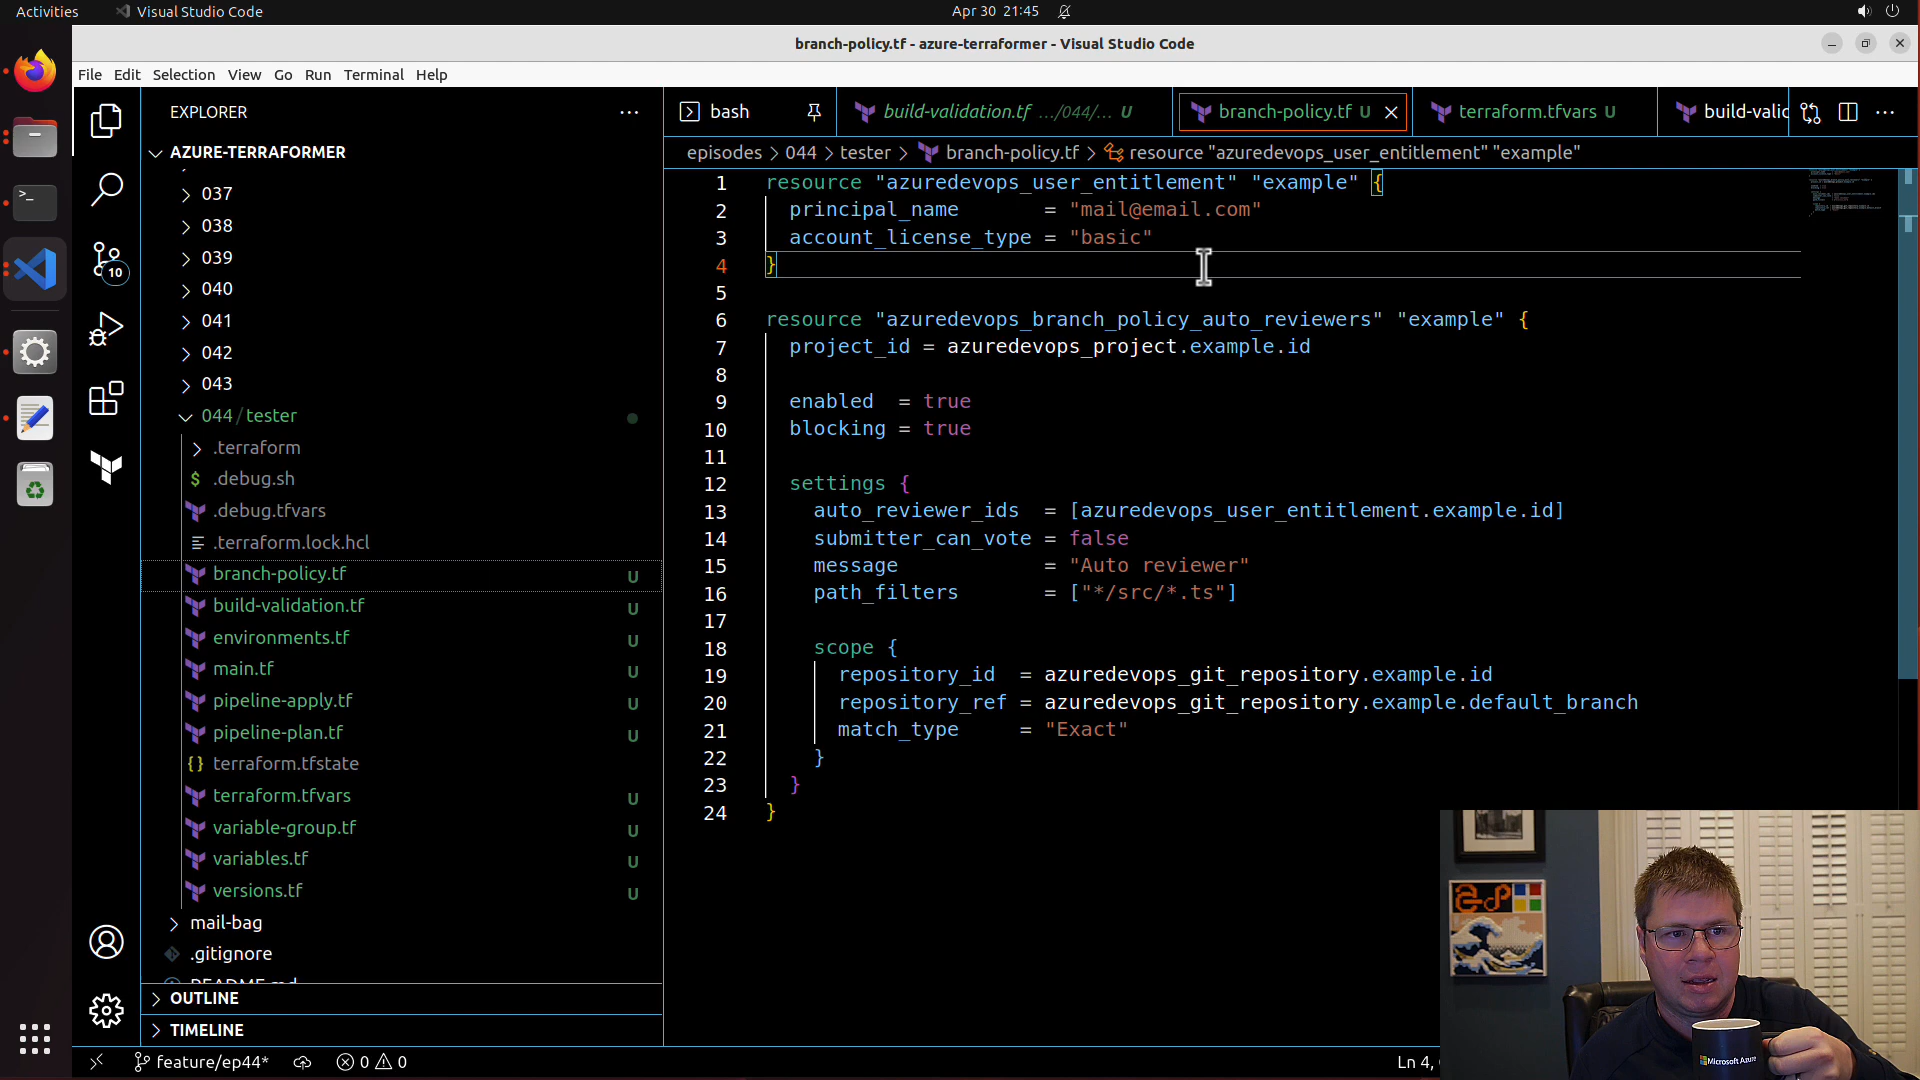 Activities
Visual Studio Code
Apr 30 21:45
branch-policy.tf - azure-terraformer - Visual Studio Code
File Edit Selection View Go Run Terminal Help
EXPLORER
bash
build-validation.tf .../044/... U
branch-policy.tf U
terraform.tfvars U
build-valic
AZURE-TERRAFORMER
episodes > 044 > tester > branch-policy.tf > resource "azuredevops_user_entitlement" "example"
037
038
039
040
041
042
043
044 / tester
.terraform
$ .debug.sh
.debug.tfvars
.terraform.lock.hcl
branch-policy.tf U
build-validation.tf U
environments.tf U
main.tf U
pipeline-apply.tf U
pipeline-plan.tf U
{} terraform.tfstate
terraform.tfvars U
variable-group.tf U
variables.tf U
versions.tf U
mail-bag
.gitignore
OUTLINE
TIMELINE
10
1 resource "azuredevops_user_entitlement" "example" {
2 principal_name = "mail@email.com"
3 account_license_type = "basic"
4 }
5
6 resource "azuredevops_branch_policy_auto_reviewers" "example" {
7 project_id = azuredevops_project.example.id
8
9 enabled = true
10 blocking = true
11
12 settings {
13 auto_reviewer_ids = [azuredevops_user_entitlement.example.id]
14 submitter_can_vote = false
15 message = "Auto reviewer"
16 path_filters = ["*/src/*.ts"]
17
18 scope {
19 repository_id = azuredevops_git_repository.example.id
20 repository_ref = azuredevops_git_repository.example.default_branch
21 match_type = "Exact"
22 }
23 }
24 }
feature/ep44*
0 0
Ln 4,
Microsoft Azure